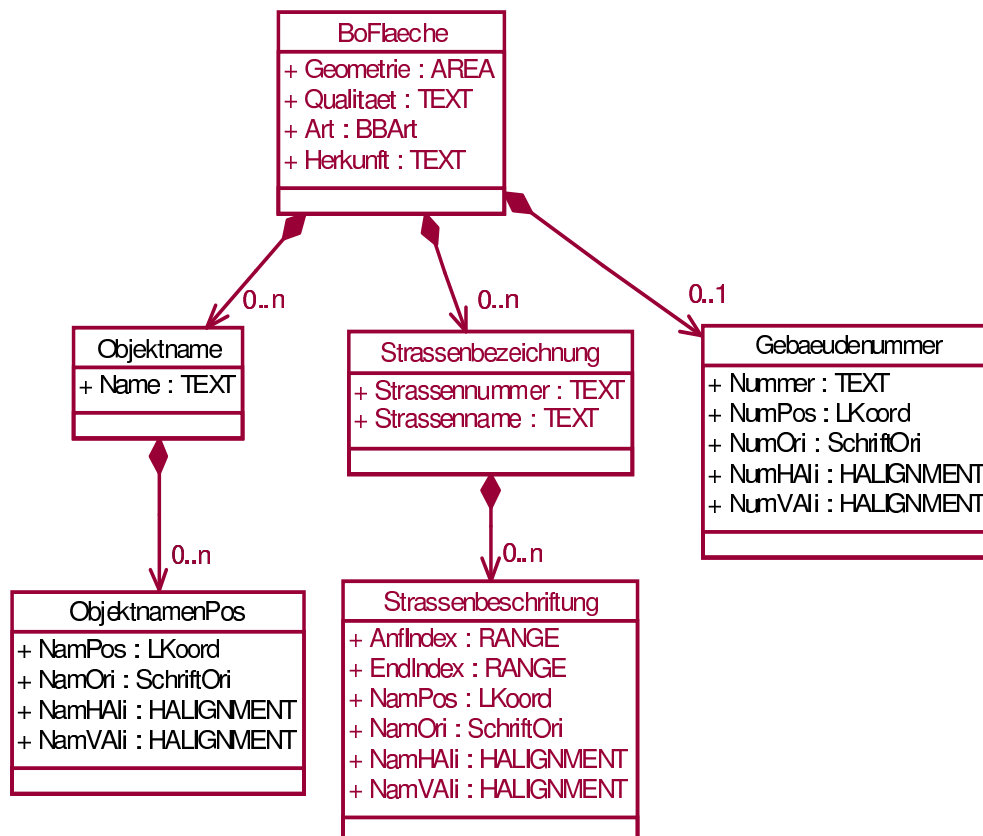 BoFlaeche
+ Geometrie : AREA
+ Qualitaet : TEXT
+ Art : BBArt
+ Herkunft : TEXT
0..n
0..n
0..1
Objektname
+ Name : TEXT
Strassenbezeichnung
+ Strassennummer : TEXT
+ Strassenname : TEXT
Gebaeudenummer
+ Nummer : TEXT
+ NumPos : LKoord
+ NumOri : SchriftOri
+ NumHAli : HALIGNMENT
+ NumVAli : HALIGNMENT
0..n
0..n
ObjektnamenPos
+ NamPos : LKoord
+ NamOri : SchriftOri
+ NamHAli : HALIGNMENT
+ NamVAli : HALIGNMENT
Strassenbeschriftung
+ AnfIndex : RANGE
+ EndIndex : RANGE
+ NamPos : LKoord
+ NamOri : SchriftOri
+ NamHAli : HALIGNMENT
+ NamVAli : HALIGNMENT